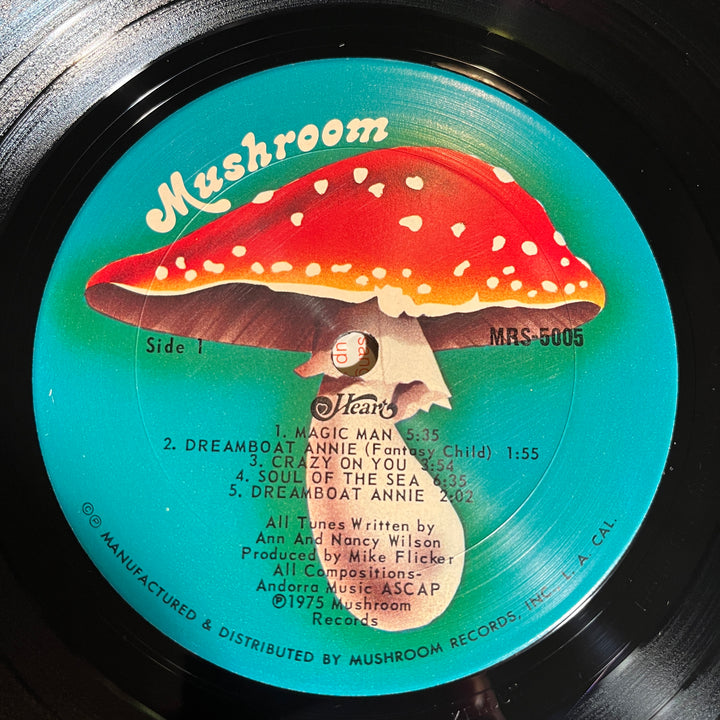 Mushroom
Side 1
MRS-5005
Heart
1. MAGIC MAN 5:35
2. DREAMBOAT ANNIE (Fantasy Child) 1:55
3. CRAZY ON YOU 3:54
4. SOUL OF THE SEA 6:35
5. DREAMBOAT ANNIE 2:02
All Tunes Written by
Ann And Nancy Wilson
Produced by Mike Flicker
All Compositions-
Andorra Music ASCAP
℗1975 Mushroom
Records
©℗ MANUFACTURED & DISTRIBUTED BY MUSHROOM RECORDS, INC. L. A. CAL.